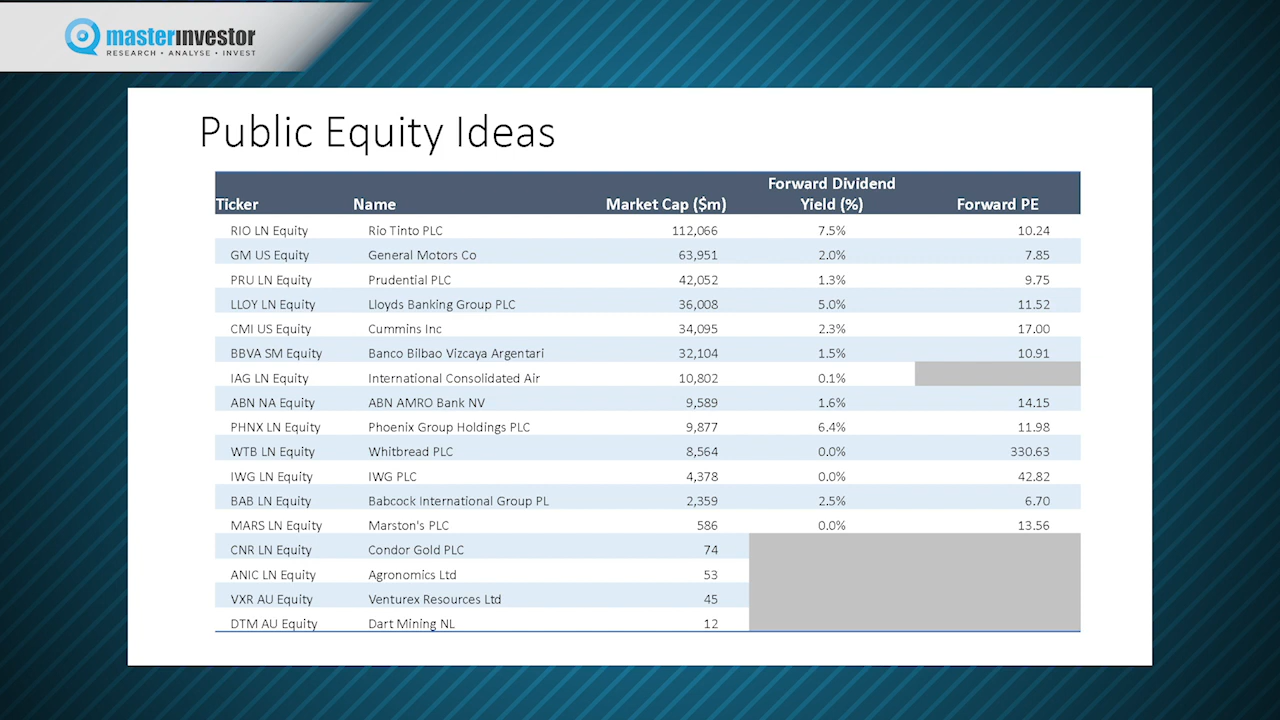 masterinvestor
RESEARCH • ANALYSE • INVEST
Public Equity Ideas
Ticker Name Market Cap ($m) Forward Dividend Yield (%) Forward PE
RIO LN Equity Rio Tinto PLC 112,066 7.5% 10.24
GM US Equity General Motors Co 63,951 2.0% 7.85
PRU LN Equity Prudential PLC 42,052 1.3% 9.75
LLOY LN Equity Lloyds Banking Group PLC 36,008 5.0% 11.52
CMI US Equity Cummins Inc 34,095 2.3% 17.00
BBVA SM Equity Banco Bilbao Vizcaya Argentari 32,104 1.5% 10.91
IAG LN Equity International Consolidated Air 10,802 0.1%
ABN NA Equity ABN AMRO Bank NV 9,589 1.6% 14.15
PHNX LN Equity Phoenix Group Holdings PLC 9,877 6.4% 11.98
WTB LN Equity Whitbread PLC 8,564 0.0% 330.63
IWG LN Equity IWG PLC 4,378 0.0% 42.82
BAB LN Equity Babcock International Group PL 2,359 2.5% 6.70
MARS LN Equity Marston's PLC 586 0.0% 13.56
CNR LN Equity Condor Gold PLC 74
ANIC LN Equity Agronomics Ltd 53
VXR AU Equity Venturex Resources Ltd 45
DTM AU Equity Dart Mining NL 12